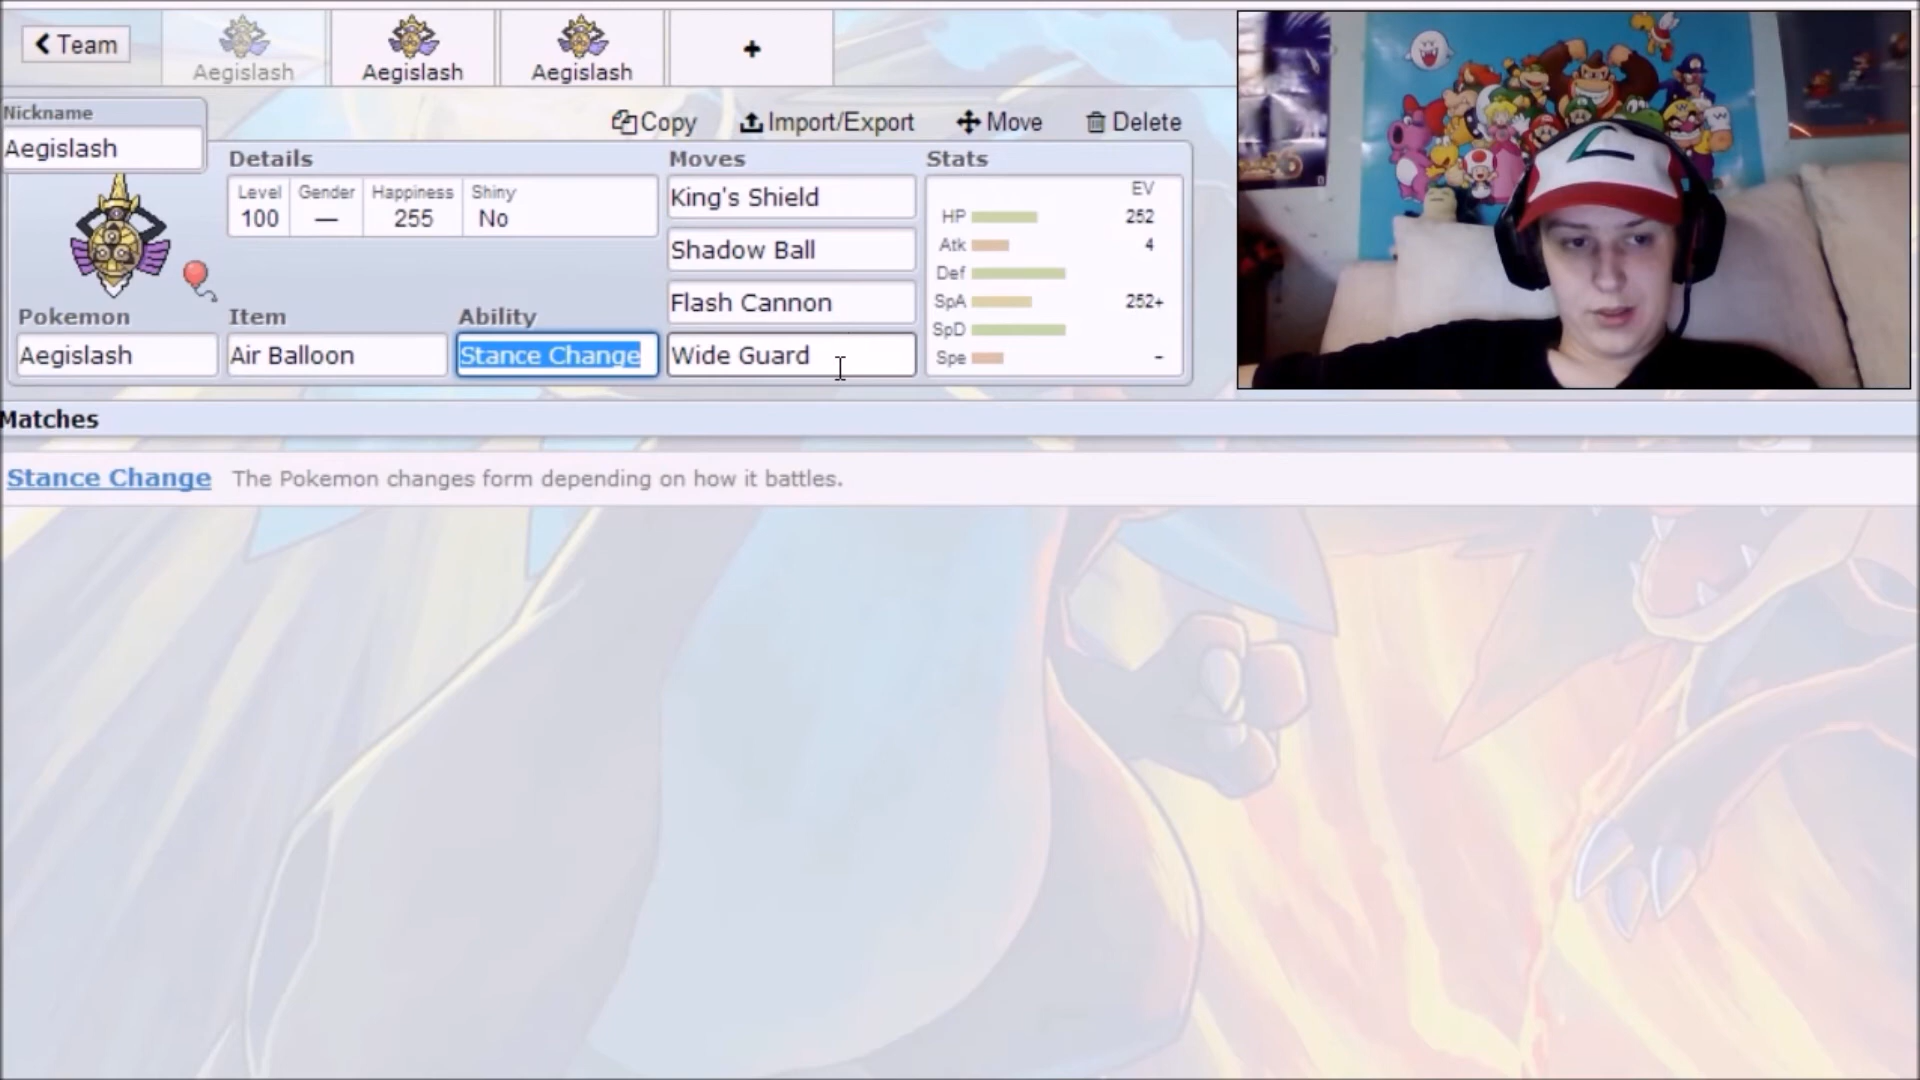 Team
Aegislash
Aegislash
Aegislash
+
Copy
Import/Export
Move
Delete
Nickname
Aegislash
Details
Level
100
Gender
—
Happiness
255
Shiny
No
Pokemon
Aegislash
Item
Air Balloon
Ability
Stance Change
Moves
King's Shield
Shadow Ball
Flash Cannon
Wide Guard
Stats
EV
HP 252
Atk 4
Def
SpA 252+
SpD
Spe -
Matches
Stance Change The Pokemon changes form depending on how it battles.